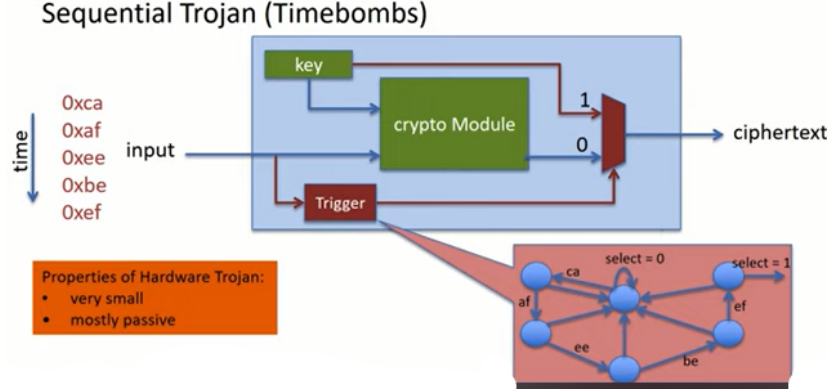 Sequential Trojan (Timebombs)
key
0xca
0xaf
0xee
0xbe
0xef
time
input
crypto Module
1
0
ciphertext
Trigger
Properties of Hardware Trojan:
• very small
• mostly passive
select = 0
select = 1
ca
af
ef
ee
be